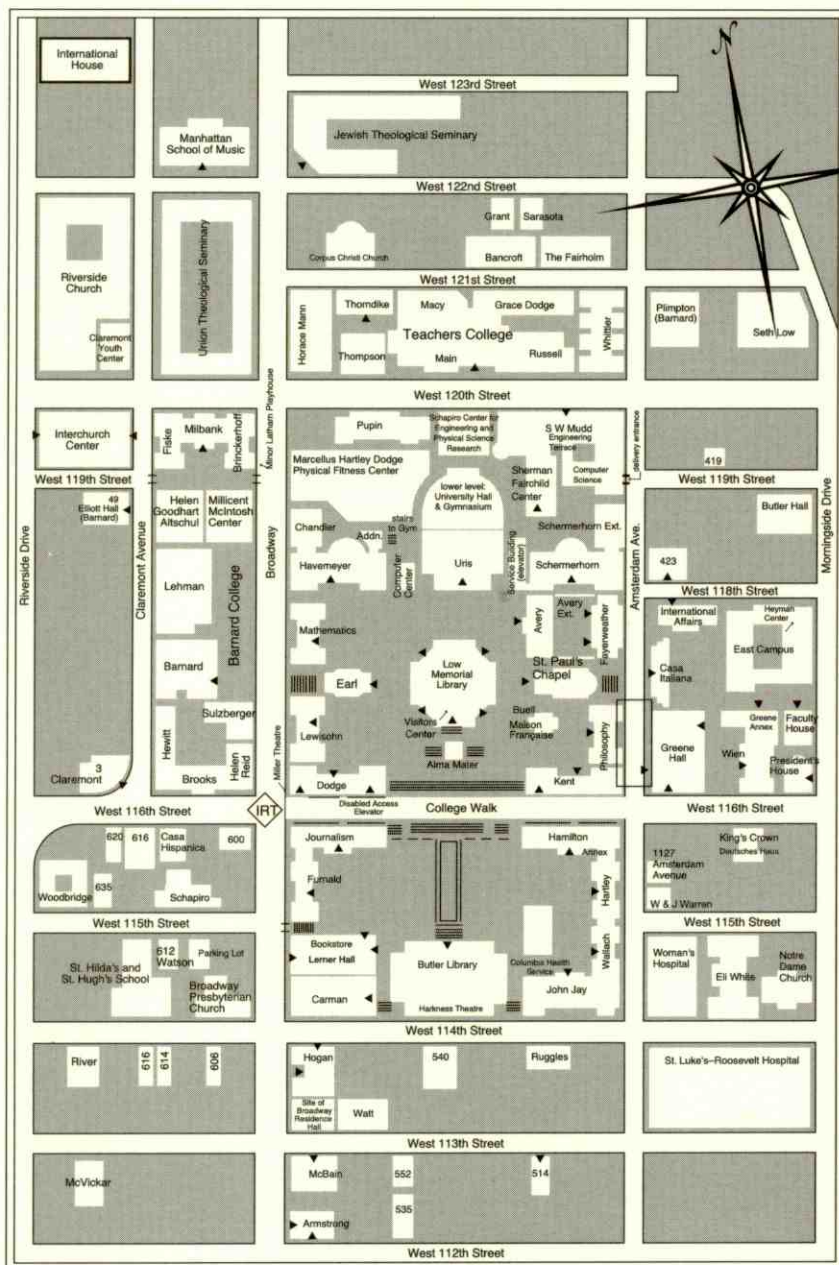 N
International
House
West 123rd Street
Manhattan
School of Music
Jewish Theological Seminary
West 122nd Street
Riverside
Church
Claremont
Youth
Center
Union Theological Seminary
Corpus Christi Church
Grant
Sarasota
Bancroft
The Fairholm
West 121st Street
Horace Mann
Thorndike
Macy
Grace Dodge
Teachers College
Thompson
Main
Russell
Whittier
Plimpton
(Barnard)
Seth Low
West 120th Street
Minor Latham Playhouse
Interchurch
Center
Fiske
Milbank
Brinckerhoff
Pupin
Schapiro Center for
Engineering and
Physical Science
Research
S W Mudd
Engineering
Terrace
Computer
Science
delivery entrance
419
West 119th Street
West 119th Street
Marcellus Hartley Dodge
Physical Fitness Center
lower level:
University Hall
& Gymnasium
Sherman
Fairchild
Center
49
Elliott Hall
(Barnard)
Helen
Goodhart
Altschul
Millicent
McIntosh
Center
Chandler
Addn.
stairs
to Gym
Computer
Center
Schermerhorn Ext.
Butler Hall
Riverside Drive
Claremont Avenue
Broadway
Amsterdam Ave.
Morningside Drive
Lehman
Barnard College
Havemeyer
Uris
Service Building
(elevator)
Schermerhorn
423
West 118th Street
Mathematics
Avery
Avery
Ext.
Fayerweather
International
Affairs
Heyman
Center
East Campus
Barnard
Earl
Low
Memorial
Library
St. Paul's
Chapel
Casa
Italiana
Hewitt
Sulzberger
Lewisohn
Visitors
Center
Buell
Maison
Française
Philosophy
Greene
Hall
Greene
Annex
Faculty
House
Wien
President's
House
3
Claremont
Brooks
Helen
Reid
Miller Theatre
Dodge
Alma Mater
Kent
West 116th Street
IRT
Disabled Access
Elevator
College Walk
West 116th Street
620
616
Casa
Hispanica
600
Journalism
Hamilton
Annex
King's Crown
Deutsches Haus
1127
Amsterdam
Avenue
Woodbridge
635
Schapiro
Furnald
Hartley
W & J Warren
West 115th Street
West 115th Street
St. Hilda's and
St. Hugh's School
612
Watson
Parking Lot
Broadway
Presbyterian
Church
Bookstore
Lerner Hall
Carman
Butler Library
Harkness Theatre
Columbia Health
Service
Wallach
John Jay
Woman's
Hospital
Eli White
Notre
Dame
Church
West 114th Street
River
616
614
606
Hogan
540
Ruggles
St. Luke's–Roosevelt Hospital
Site of
Broadway
Residence
Hall
Watt
West 113th Street
McVickar
McBain
552
514
535
Armstrong
West 112th Street